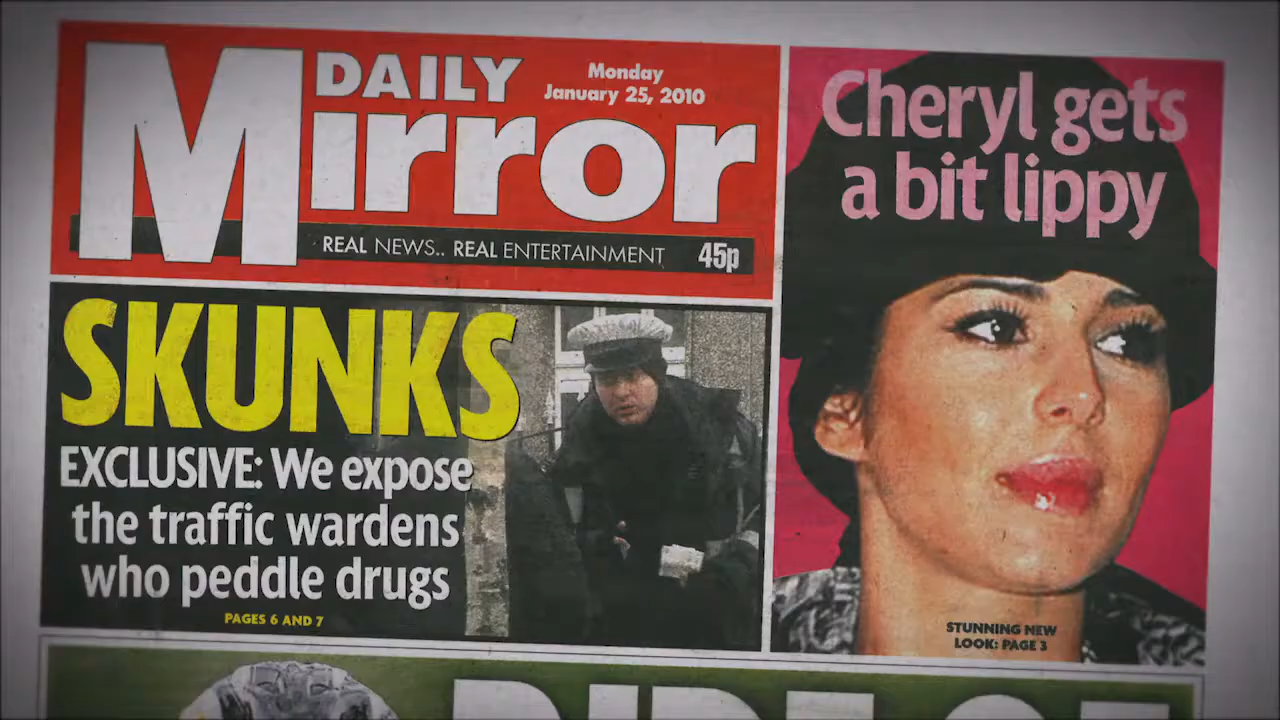 DAILY
Mirror
Monday
January 25, 2010
REAL NEWS.. REAL ENTERTAINMENT
45p
Cheryl gets
a bit lippy
SKUNKS
EXCLUSIVE: We expose
the traffic wardens
who peddle drugs
PAGES 6 AND 7
STUNNING NEW
LOOK: PAGE 3